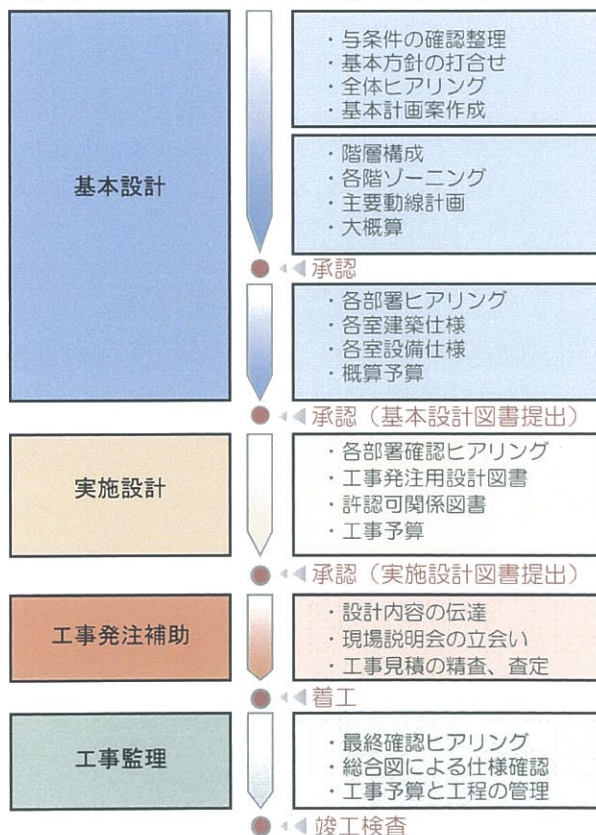 基本設計
・与条件の確認整理
・基本方針の打合せ
・全体ヒアリング
・基本計画案作成
・階層構成
・各階ゾーニング
・主要動線計画
・大概算
承認
・各部署ヒアリング
・各室建築仕様
・各室設備仕様
・概算予算
承認（基本設計図書提出）
実施設計
・各部署確認ヒアリング
・工事発注用設計図書
・許認可関係図書
・工事予算
承認（実施設計図書提出）
工事発注補助
・設計内容の伝達
・現場説明会の立会い
・工事見積の精査、査定
着工
工事監理
・最終確認ヒアリング
・総合図による仕様確認
・工事予算と工程の管理
竣工検査